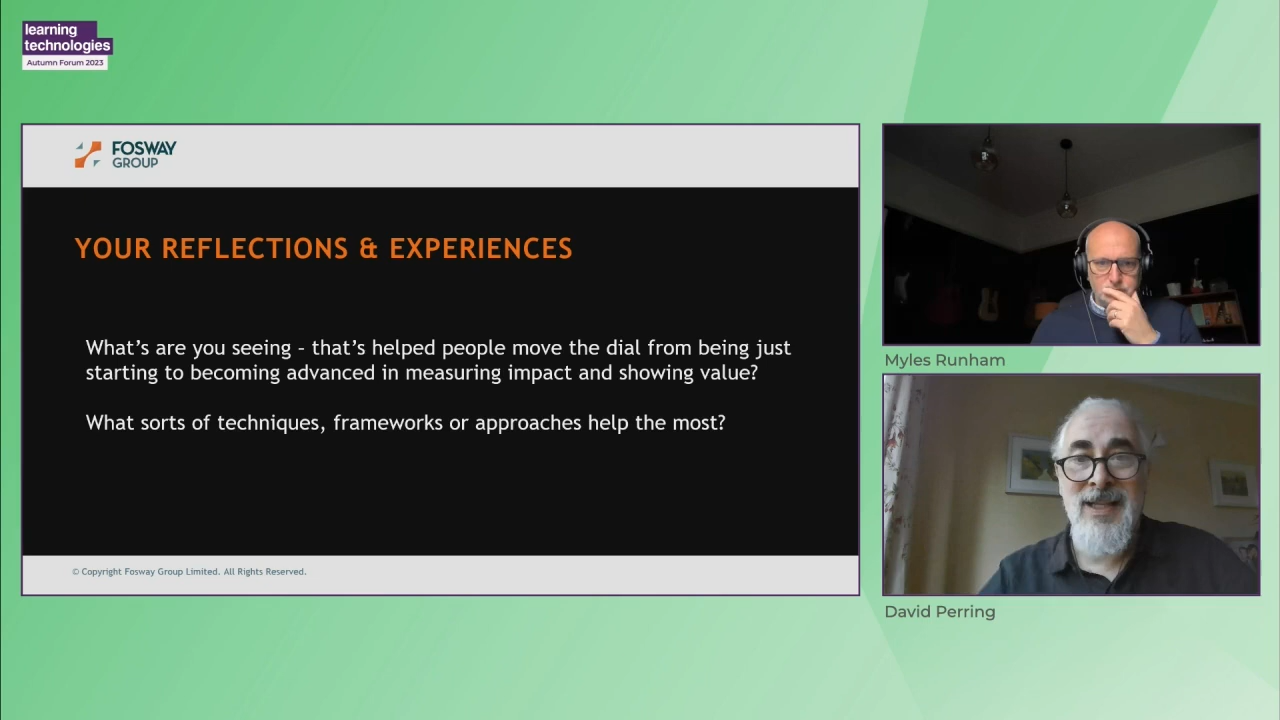 learning
technologies
Autumn Forum 2023
FOSWAY
GROUP
YOUR REFLECTIONS & EXPERIENCES
What’s are you seeing – that’s helped people move the dial from being just
starting to becoming advanced in measuring impact and showing value?
What sorts of techniques, frameworks or approaches help the most?
© Copyright Fosway Group Limited. All Rights Reserved.
Myles Runham
David Perring